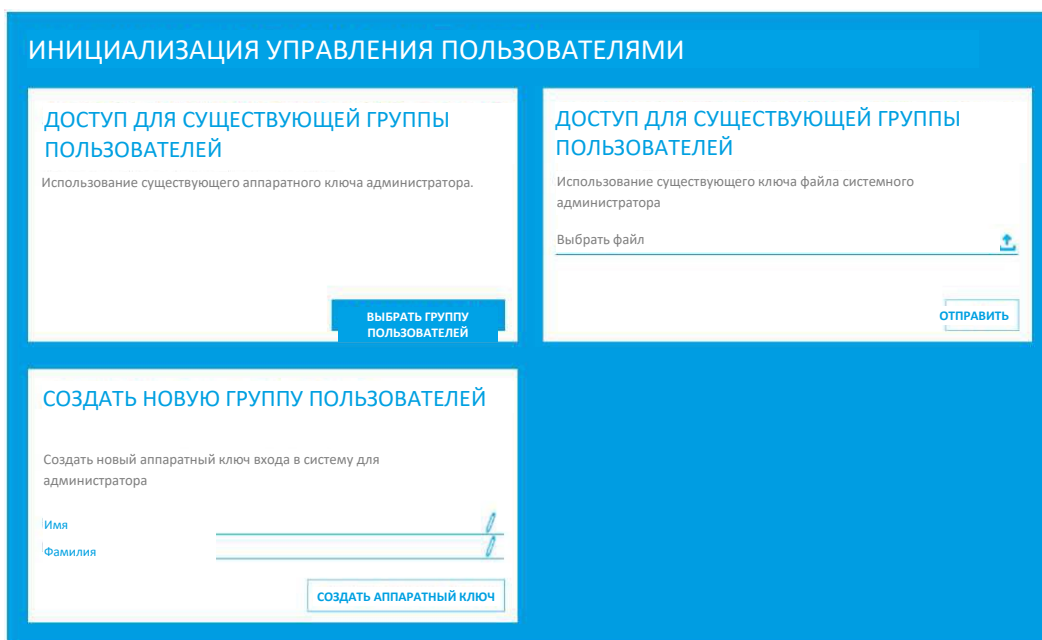 ИНИЦИАЛИЗАЦИЯ УПРАВЛЕНИЯ ПОЛЬЗОВАТЕЛЯМИ
ДОСТУП ДЛЯ СУЩЕСТВУЮЩЕЙ ГРУППЫ
ПОЛЬЗОВАТЕЛЕЙ
Использование существующего аппаратного ключа администратора.
ВЫБРАТЬ ГРУППУ
ПОЛЬЗОВАТЕЛЕЙ
ДОСТУП ДЛЯ СУЩЕСТВУЮЩЕЙ ГРУППЫ
ПОЛЬЗОВАТЕЛЕЙ
Использование существующего ключа файла системного
администратора
Выбрать файл
ОТПРАВИТЬ
СОЗДАТЬ НОВУЮ ГРУППУ ПОЛЬЗОВАТЕЛЕЙ
Создать новый аппаратный ключ входа в систему для
администратора
Имя
Фамилия
СОЗДАТЬ АППАРАТНЫЙ КЛЮЧ